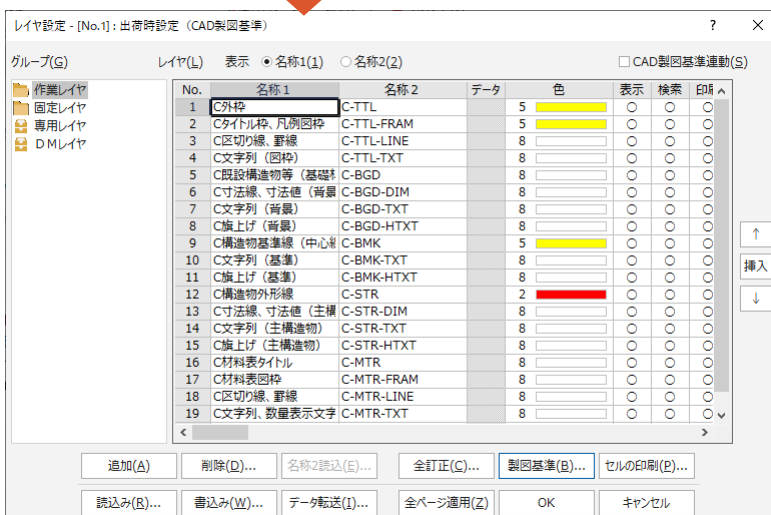 レイヤ設定 - [No.1] : 出荷時設定（CAD製図基準） ? ×
グループ(G) レイヤ(L) 表示 名称1(1) 名称2(2) CAD製図基準連動(S)
作業レイヤ
固定レイヤ
専用レイヤ
DMレイヤ
No. 名称1 名称2 データ 色 表示 検索 印刷
1 C外枠 C-TTL 5 ○ ○ ○
2 Cタイトル枠、凡例図枠 C-TTL-FRAM 5 ○ ○ ○
3 C区切り線、罫線 C-TTL-LINE 8 ○ ○ ○
4 C文字列（図枠） C-TTL-TXT 8 ○ ○ ○
5 C既設構造物等（基礎 C-BGD 8 ○ ○ ○
6 C寸法線、寸法値（背景 C-BGD-DIM 8 ○ ○ ○
7 C文字列（背景） C-BGD-TXT 8 ○ ○ ○
8 C旗上げ（背景） C-BGD-HTXT 8 ○ ○ ○
9 C構造物基準線（中心 C-BMK 5 ○ ○ ○
10 C文字列（基準） C-BMK-TXT 8 ○ ○ ○
11 C旗上げ（基準） C-BMK-HTXT 8 ○ ○ ○
12 C構造物外形線 C-STR 2 ○ ○ ○
13 C寸法線、寸法値（主構 C-STR-DIM 8 ○ ○ ○
14 C文字列（主構造物） C-STR-TXT 8 ○ ○ ○
15 C旗上げ（主構造物） C-STR-HTXT 8 ○ ○ ○
16 C材料表タイトル C-MTR 8 ○ ○ ○
17 C材料表図枠 C-MTR-FRAM 8 ○ ○ ○
18 C区切り線、罫線 C-MTR-LINE 8 ○ ○ ○
19 C文字列、数量表示文字 C-MTR-TXT 8 ○ ○ ○
↑
挿入
↓
追加(A) 削除(D)... 名称2読込(E)... 全訂正(C)... 製図基準(B)... セルの印刷(P)...
読込み(R)... 書込み(W)... データ転送(I)... 全ページ適用(Z) OK キャンセル